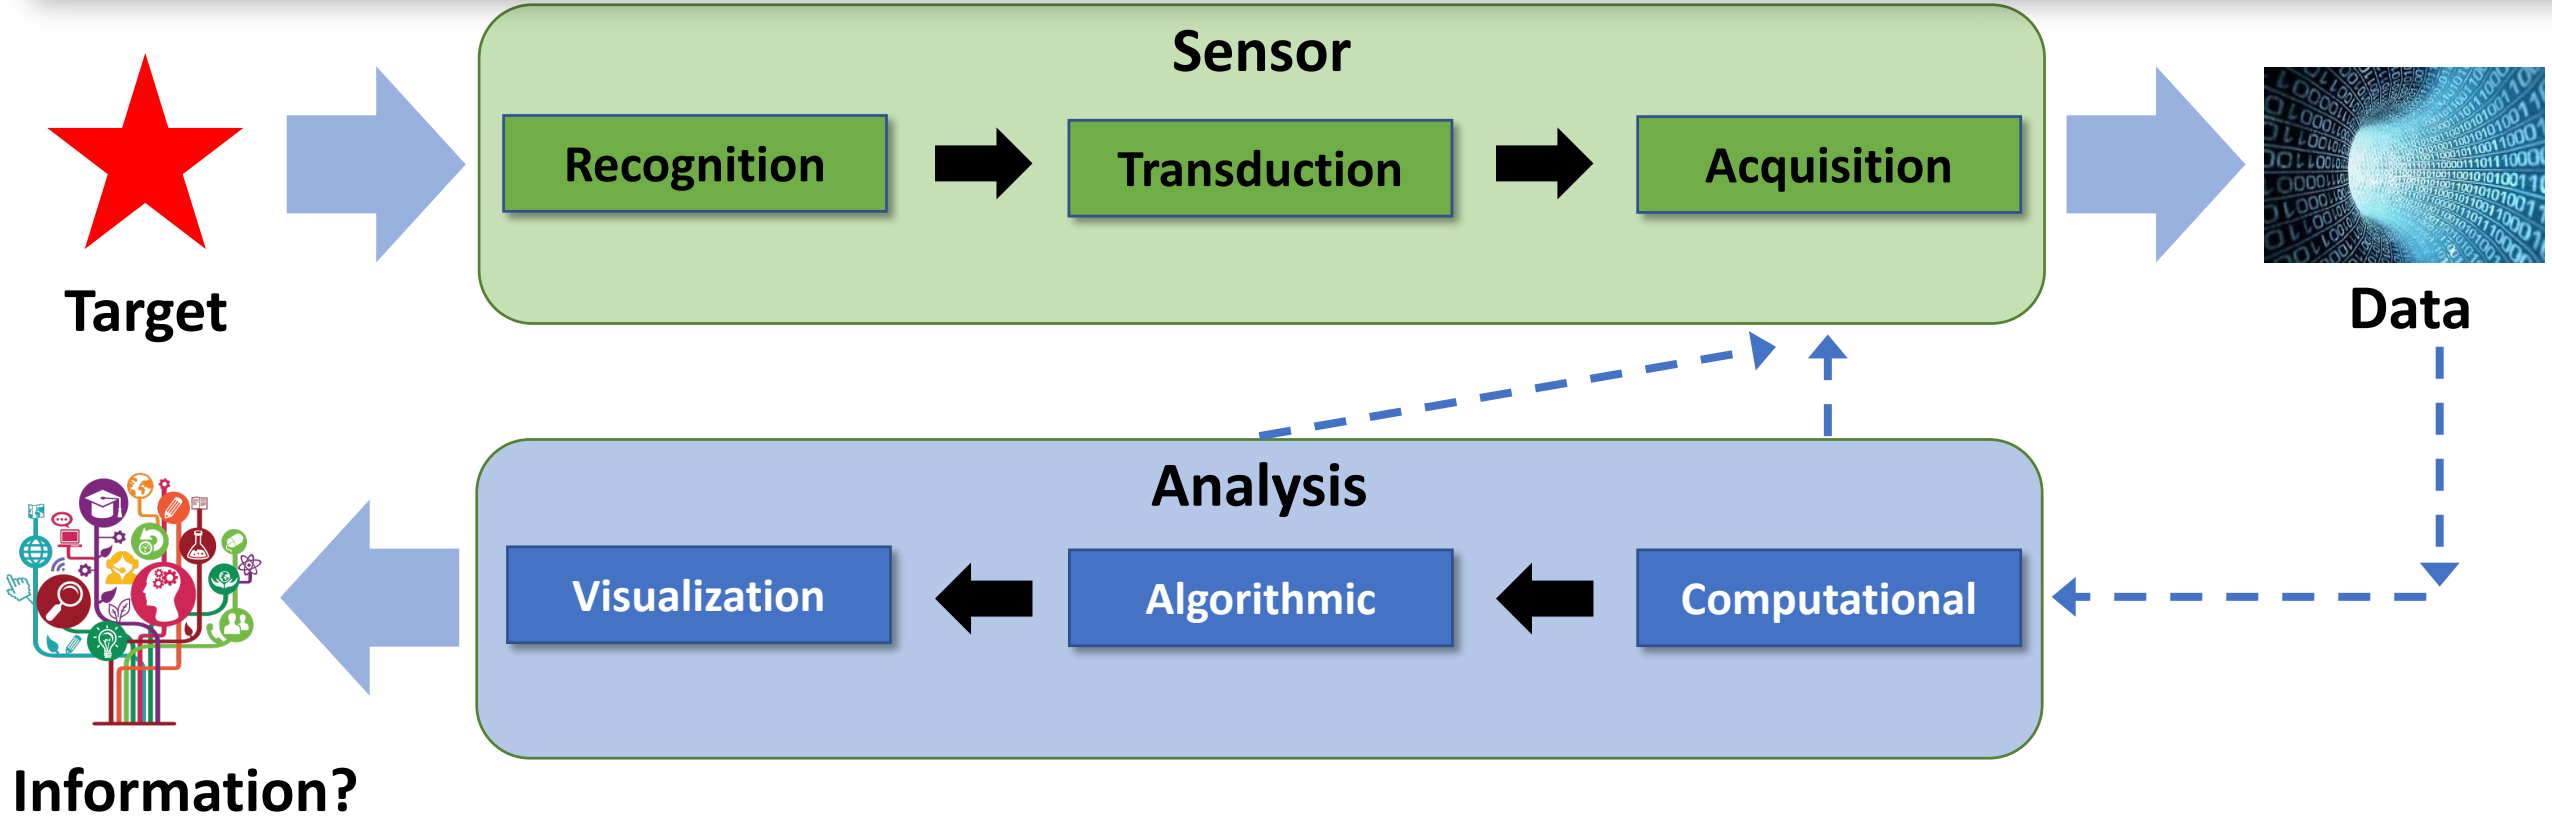 Sensor
Recognition
Transduction
Acquisition
Target
Data
Analysis
Visualization
Algorithmic
Computational
Information?